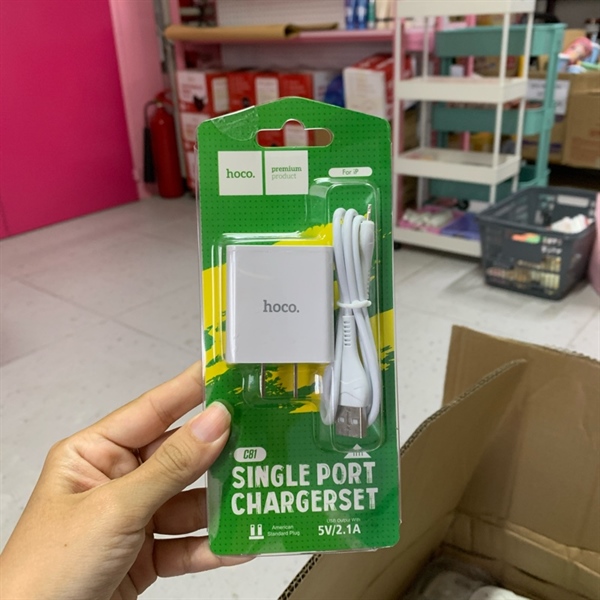 hoco.
premium
product
For iP
hoco.
C81
SINGLE PORT
CHARGERSET
American
Standard Plug
5V/2.1A